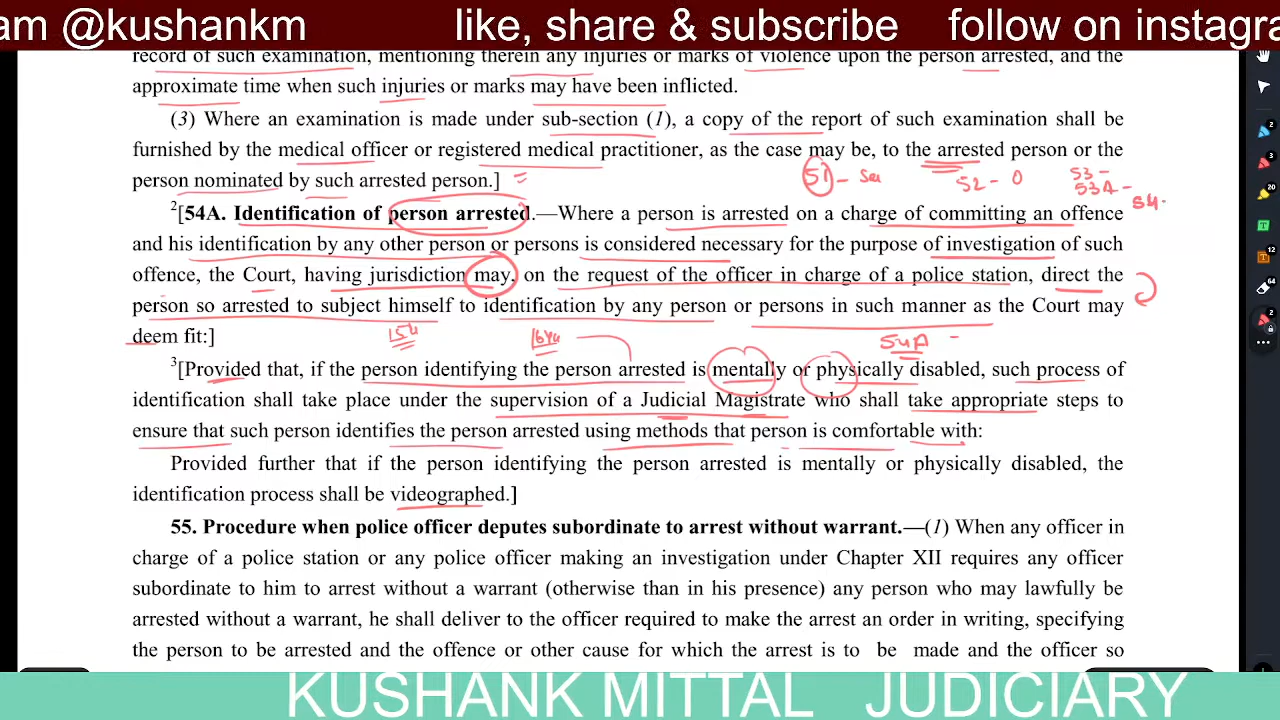 am @kushankm like, share & subscribe follow on instagra
record of such examination, mentioning therein any injuries or marks of violence upon the person arrested, and the
approximate time when such injuries or marks may have been inflicted.
(3) Where an examination is made under sub-section (1), a copy of the report of such examination shall be
furnished by the medical officer or registered medical practitioner, as the case may be, to the arrested person or the
person nominated by such arrested person.]
51 - Sea
52 - O
53 -
53A -
54 -
2[54A. Identification of person arrested.—Where a person is arrested on a charge of committing an offence
and his identification by any other person or persons is considered necessary for the purpose of investigation of such
offence, the Court, having jurisdiction may, on the request of the officer in charge of a police station, direct the
person so arrested to subject himself to identification by any person or persons in such manner as the Court may
deem fit:]
154
164A
54A -
3[Provided that, if the person identifying the person arrested is mentally or physically disabled, such process of
identification shall take place under the supervision of a Judicial Magistrate who shall take appropriate steps to
ensure that such person identifies the person arrested using methods that person is comfortable with:
Provided further that if the person identifying the person arrested is mentally or physically disabled, the
identification process shall be videographed.]
55. Procedure when police officer deputes subordinate to arrest without warrant.—(1) When any officer in
charge of a police station or any police officer making an investigation under Chapter XII requires any officer
subordinate to him to arrest without a warrant (otherwise than in his presence) any person who may lawfully be
arrested without a warrant, he shall deliver to the officer required to make the arrest an order in writing, specifying
the person to be arrested and the offence or other cause for which the arrest is to be made and the officer so
KUSHANK MITTAL JUDICIARY